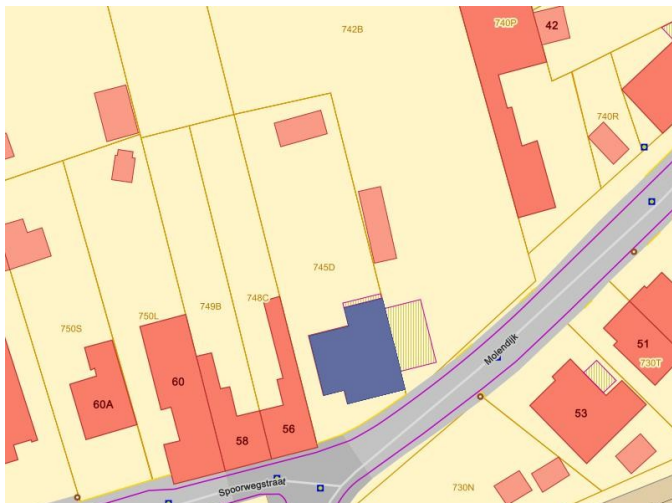 740P
42
742B
740R
745D
748C
749B
750L
750S
Molendijk
51
730T
60
60A
53
56
58
Spoorwegstraat
730N